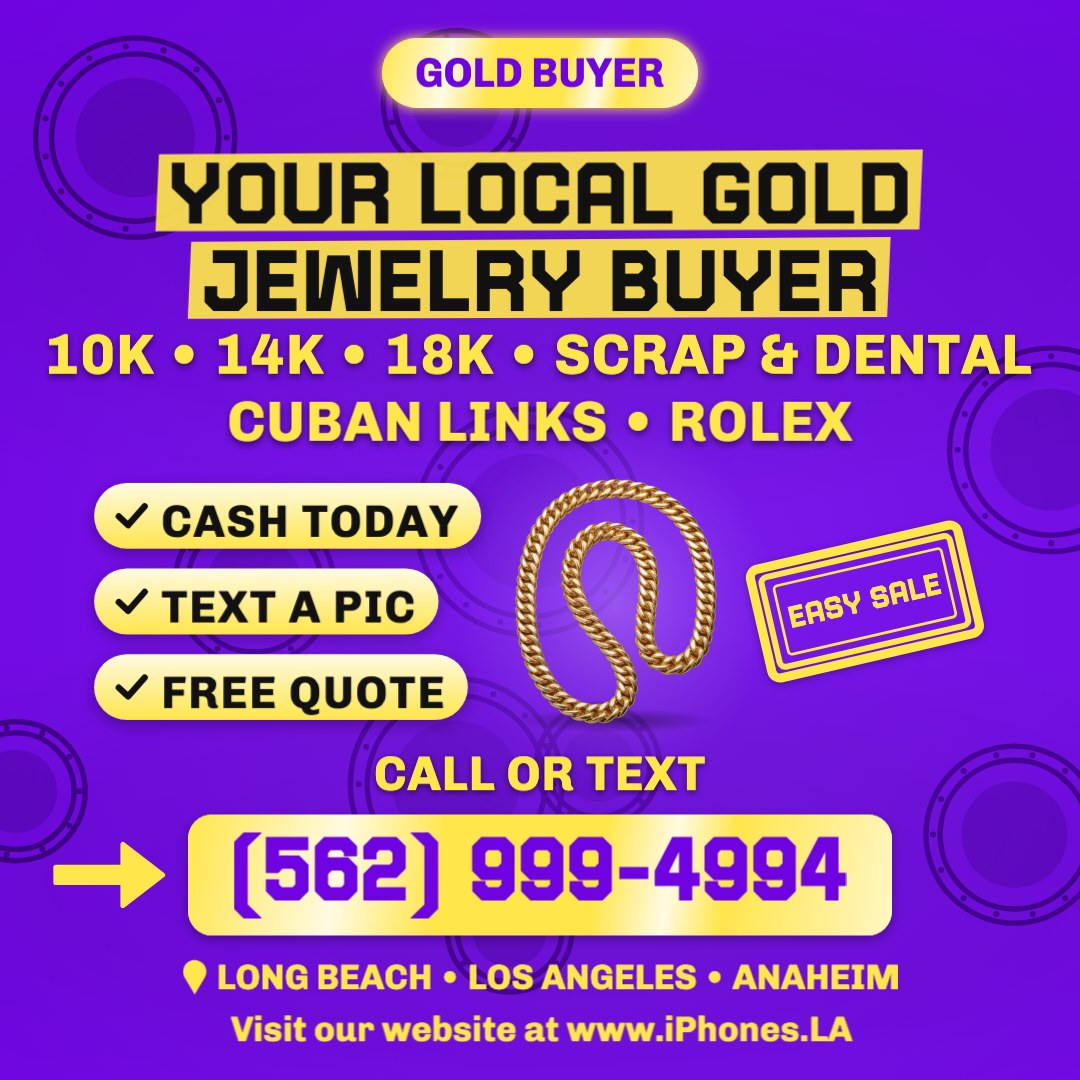 GOLD BUYER
YOUR LOCAL GOLD
JEWELRY BUYER
10K • 14K • 18K • SCRAP & DENTAL
CUBAN LINKS • ROLEX
CASH TODAY
TEXT A PIC
FREE QUOTE
EASY SALE
CALL OR TEXT
(562) 999-4994
LONG BEACH • LOS ANGELES • ANAHEIM
Visit our website at www.iPhones.LA